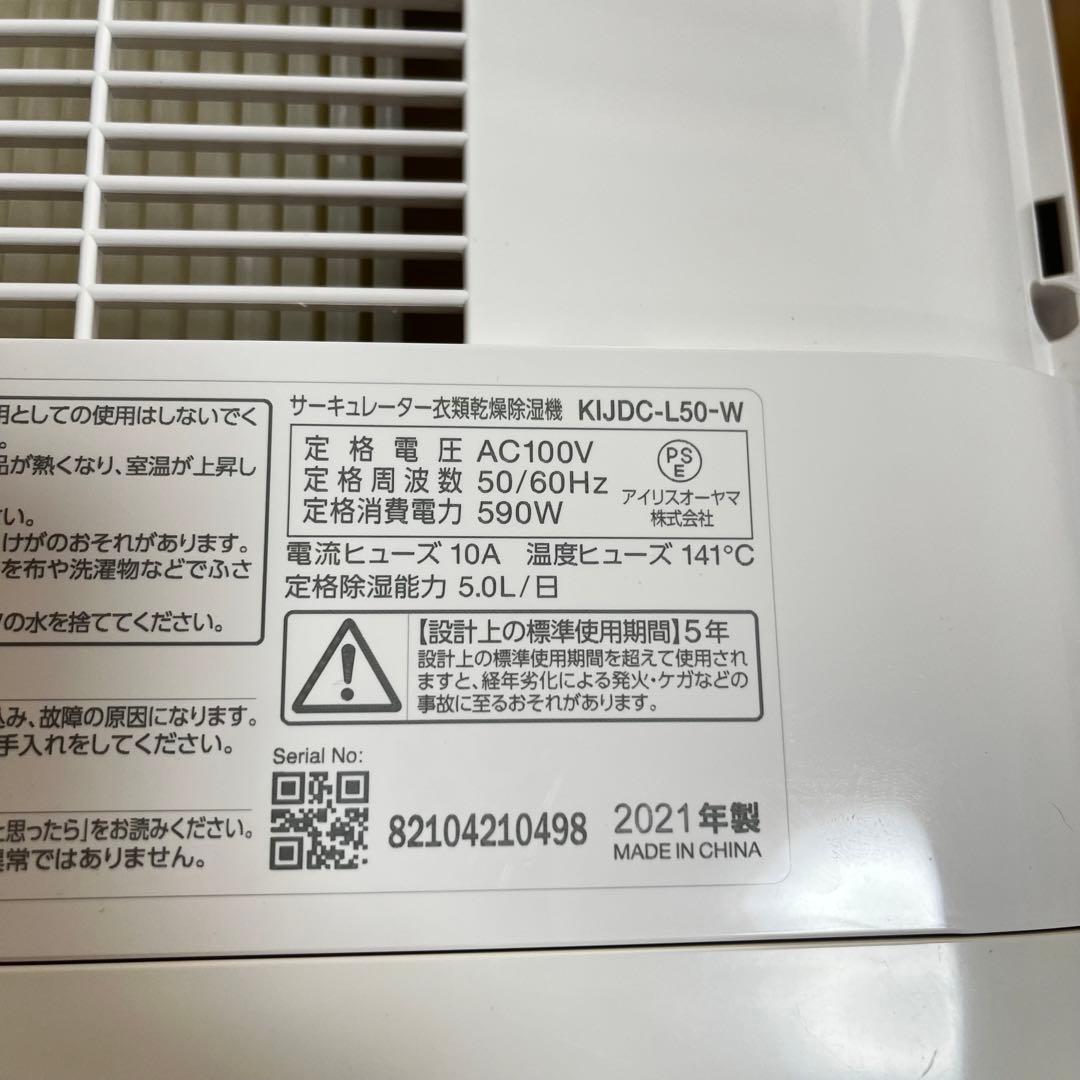 用としての使用はしないでく
品が熱くなり、室温が上昇し
さい。
けがのおそれがあります。
を布や洗濯物などでふさ
の水を捨ててください。
込み、故障の原因になります。
手入れをしてください。
と思ったら」をお読みください。
異常ではありません。
サーキュレーター衣類乾燥除湿機 KIJDC-L50-W
定格電圧 AC100V
定格周波数 50/60Hz
定格消費電力 590W
PS
E
アイリスオーヤマ
株式会社
電流ヒューズ 10A 温度ヒューズ 141℃
定格除湿能力 5.0L/日
【設計上の標準使用期間】5年
設計上の標準使用期間を超えて使用され
ますと、経年劣化による発火・ケガなどの
事故に至るおそれがあります。
Serial No:
82104210498
2021年製
MADE IN CHINA